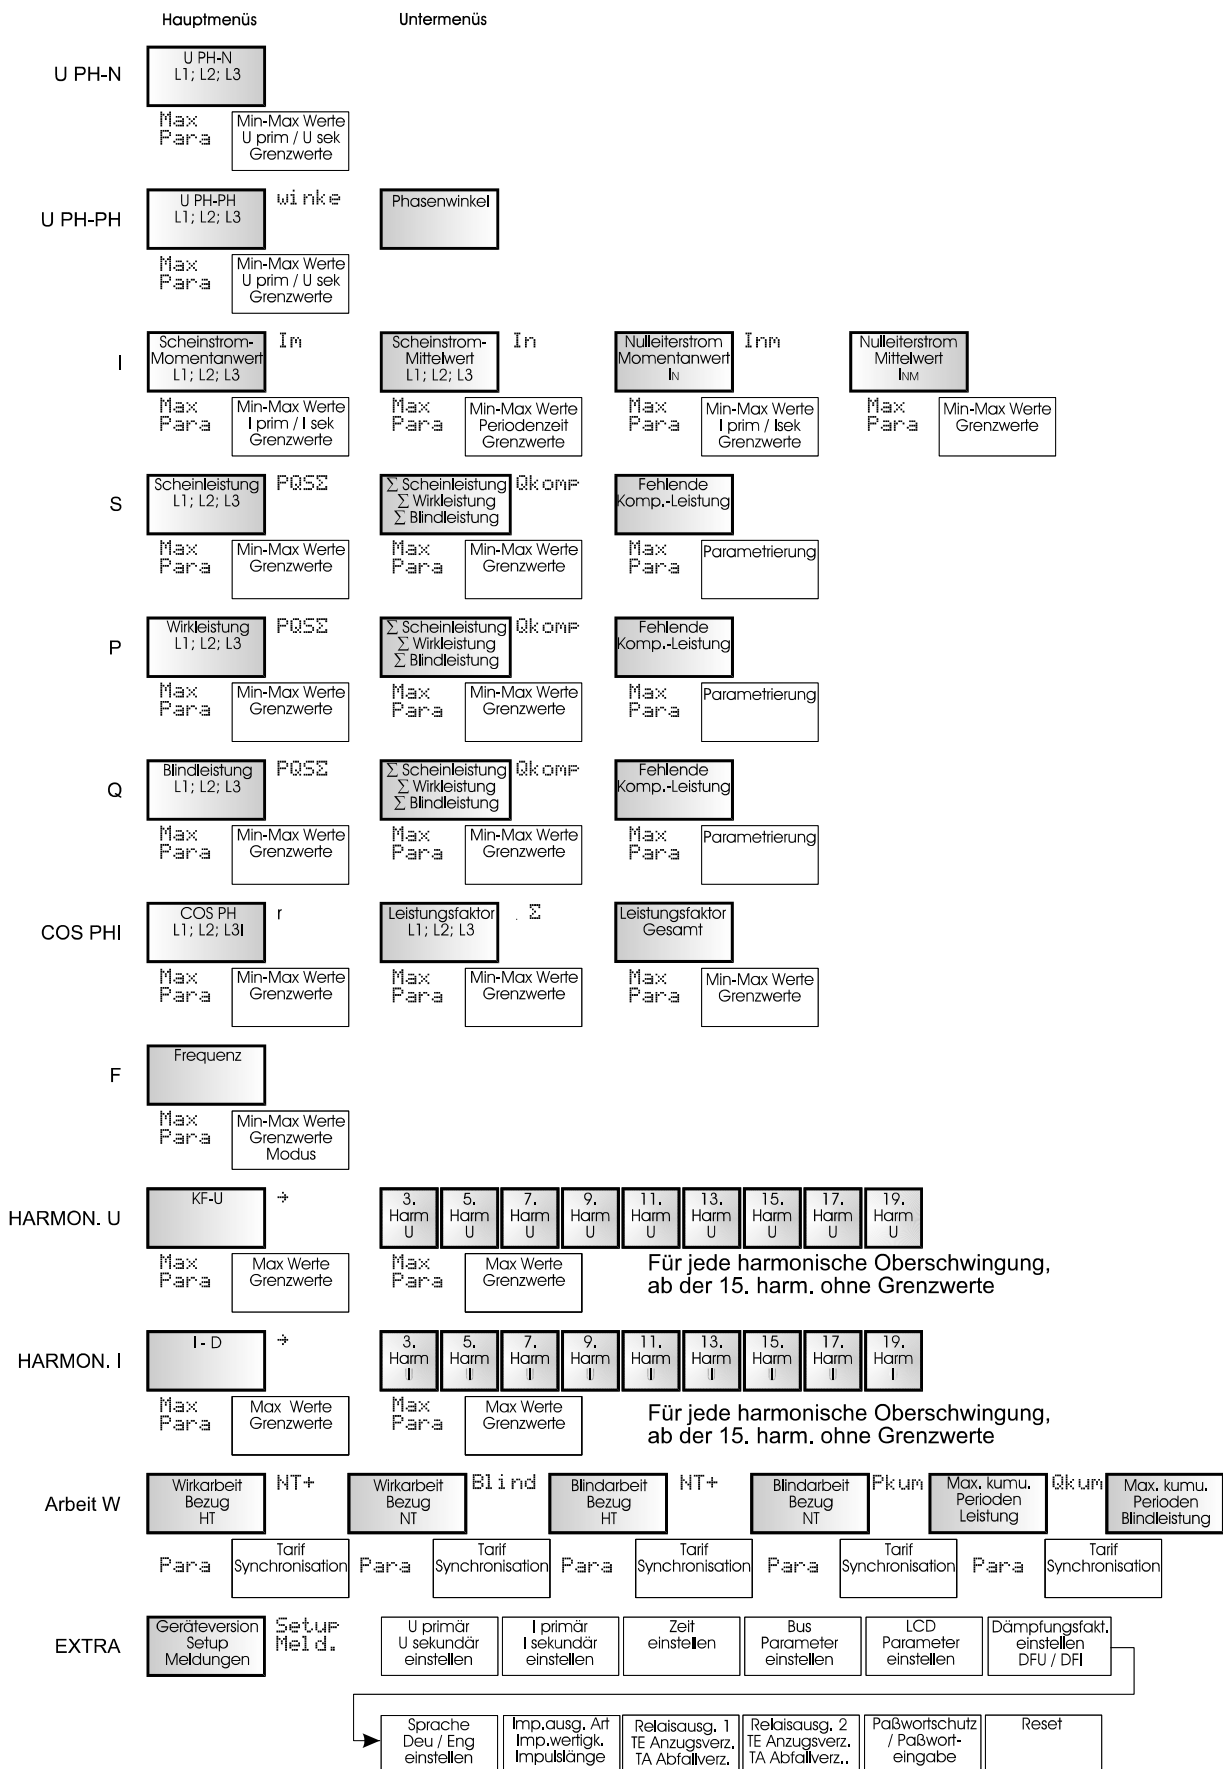 Hauptmenüs
Untermenüs
U PH-N
U PH-N
L1; L2; L3
Max
Para
Min-Max Werte
U prim / U sek
Grenzwerte
U PH-PH
U PH-PH
L1; L2; L3
winke
Phasenwinkel
Max
Para
Min-Max Werte
U prim / U sek
Grenzwerte
I
Scheinstrom-
Momentanwert
L1; L2; L3
Im
Scheinstrom-
Mittelwert
L1; L2; L3
In
Nulleiterstrom
Momentanwert
IN
Inm
Nulleiterstrom
Mittelwert
INM
Max
Para
Min-Max Werte
I prim / I sek
Grenzwerte
Max
Para
Min-Max Werte
Periodenzeit
Grenzwerte
Max
Para
Min-Max Werte
I prim / Isek
Grenzwerte
Max
Para
Min-Max Werte
Grenzwerte
S
Scheinleistung
L1; L2; L3
PQSΣ
∑ Scheinleistung
∑ Wirkleistung
∑ Blindleistung
Qkomp
Fehlende
Komp.-Leistung
Max
Para
Min-Max Werte
Grenzwerte
Max
Para
Min-Max Werte
Grenzwerte
Max
Para
Parametrierung
P
Wirkleistung
L1; L2; L3
PQSΣ
∑ Scheinleistung
∑ Wirkleistung
∑ Blindleistung
Qkomp
Fehlende
Komp.-Leistung
Max
Para
Min-Max Werte
Grenzwerte
Max
Para
Min-Max Werte
Grenzwerte
Max
Para
Parametrierung
Q
Blindleistung
L1; L2; L3
PQSΣ
∑ Scheinleistung
∑ Wirkleistung
∑ Blindleistung
Qkomp
Fehlende
Komp.-Leistung
Max
Para
Min-Max Werte
Grenzwerte
Max
Para
Min-Max Werte
Grenzwerte
Max
Para
Parametrierung
COS PHI
COS PH
L1; L2; L3I
r
Leistungsfaktor
L1; L2; L3
. Σ
Leistungsfaktor
Gesamt
Max
Para
Min-Max Werte
Grenzwerte
Max
Para
Min-Max Werte
Grenzwerte
Max
Para
Min-Max Werte
Grenzwerte
F
Frequenz
Max
Para
Min-Max Werte
Grenzwerte
Modus
HARMON. U
KF-U
→
3.
Harm
U
5.
Harm
U
7.
Harm
U
9.
Harm
U
11.
Harm
U
13.
Harm
U
15.
Harm
U
17.
Harm
U
19.
Harm
U
Max
Para
Max Werte
Grenzwerte
Max
Para
Max Werte
Grenzwerte
Für jede harmonische Oberschwingung,
ab der 15. harm. ohne Grenzwerte
HARMON. I
I - D
→
3.
Harm
I
5.
Harm
I
7.
Harm
I
9.
Harm
I
11.
Harm
I
13.
Harm
I
15.
Harm
I
17.
Harm
I
19.
Harm
I
Max
Para
Max Werte
Grenzwerte
Max
Para
Max Werte
Grenzwerte
Für jede harmonische Oberschwingung,
ab der 15. harm. ohne Grenzwerte
Arbeit W
Wirkarbeit
Bezug
HT
NT+
Wirkarbeit
Bezug
NT
Blind
Blindarbeit
Bezug
HT
NT+
Blindarbeit
Bezug
NT
Pkum
Max. kumu.
Perioden
Leistung
Qkum
Max. kumu.
Perioden
Blindleistung
Para
Tarif
Synchronisation
Para
Tarif
Synchronisation
Para
Tarif
Synchronisation
Para
Tarif
Synchronisation
Para
Tarif
Synchronisation
EXTRA
Geräteversion
Setup
Meldungen
Setup
Meld.
U primär
U sekundär
einstellen
I primär
I sekundär
einstellen
Zeit
einstellen
Bus
Parameter
einstellen
LCD
Parameter
einstellen
Dämpfungsfakt.
einstellen
DFU / DFI
Sprache
Deu / Eng
einstellen
Imp.ausg. Art
Imp.wertigk.
Impulslänge
Relaisausg. 1
TE Anzugsverz.
TA Abfallverz.
Relaisausg. 2
TE Anzugsverz.
TA Abfallverz..
Paßwortschutz
/ Paßwort-
eingabe
Reset